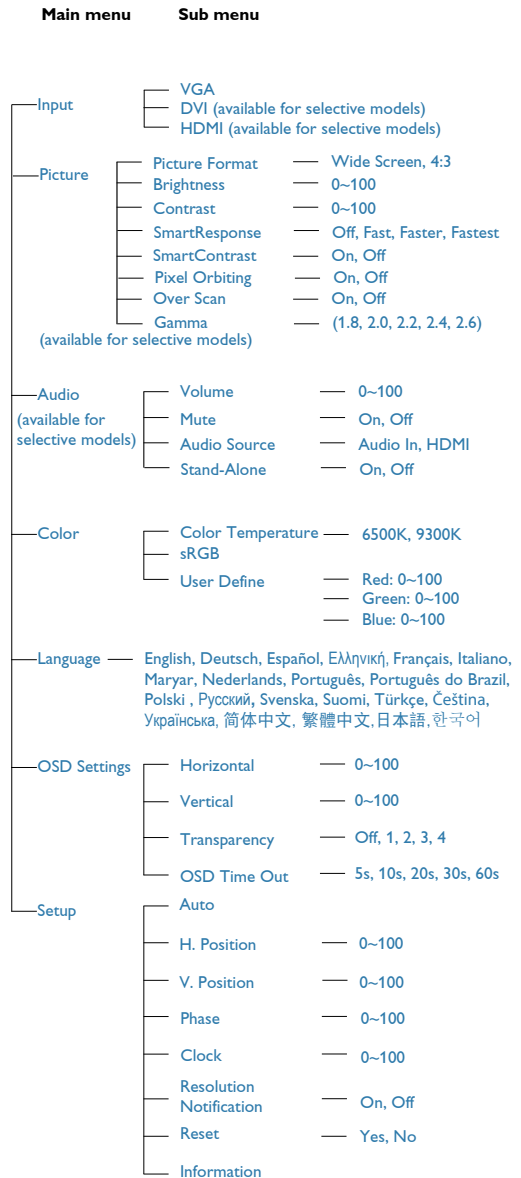 Main menu Sub menu
Input
VGA
DVI (available for selective models)
HDMI (available for selective models)
Picture
Picture Format Wide Screen, 4:3
Brightness 0~100
Contrast 0~100
SmartResponse Off, Fast, Faster, Fastest
SmartContrast On, Off
Pixel Orbiting On, Off
Over Scan On, Off
Gamma (1.8, 2.0, 2.2, 2.4, 2.6)
(available for selective models)
Audio
(available for
selective models)
Volume 0~100
Mute On, Off
Audio Source Audio In, HDMI
Stand-Alone On, Off
Color
Color Temperature 6500K, 9300K
sRGB
User Define Red: 0~100
Green: 0~100
Blue: 0~100
Language English, Deutsch, Español, Ελληνική, Français, Italiano,
Maryar, Nederlands, Português, Português do Brazil,
Polski , Русский, Svenska, Suomi, Türkçe, Čeština,
Українська, 简体中文, 繁體中文,日本語,한국어
OSD Settings
Horizontal 0~100
Vertical 0~100
Transparency Off, 1, 2, 3, 4
OSD Time Out 5s, 10s, 20s, 30s, 60s
Setup
Auto
H. Position 0~100
V. Position 0~100
Phase 0~100
Clock 0~100
Resolution
Notification On, Off
Reset Yes, No
Information